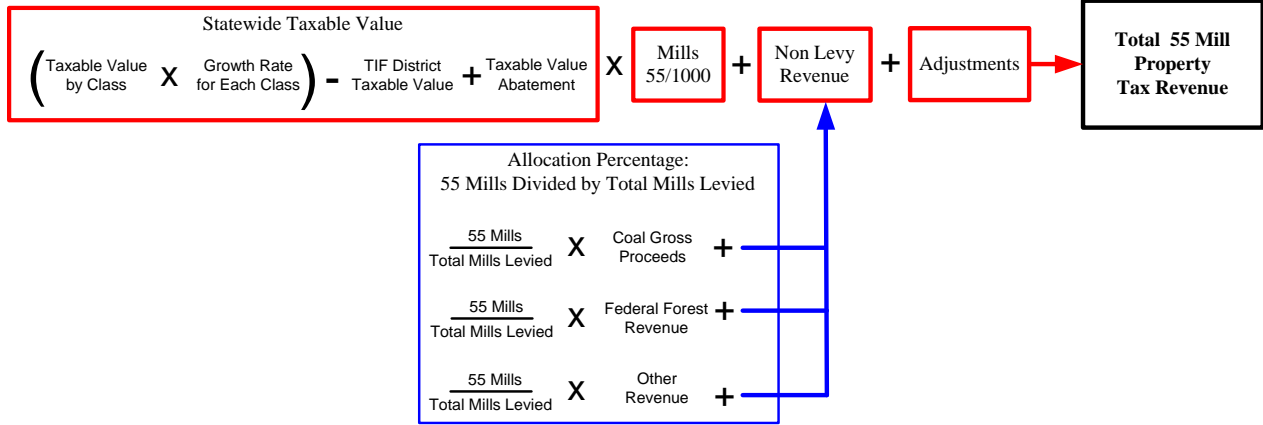 Statewide Taxable Value
(Taxable Value by Class X Growth Rate for Each Class) - TIF District Taxable Value + Taxable Value Abatement X Mills 55/1000 + Non Levy Revenue + Adjustments
Total 55 Mill
Property
Tax Revenue
Allocation Percentage:
55 Mills Divided by Total Mills Levied
55 Mills
Total Mills Levied
X
Coal Gross
Proceeds
+
55 Mills
Total Mills Levied
X
Federal Forest
Revenue
+
55 Mills
Total Mills Levied
X
Other
Revenue
+